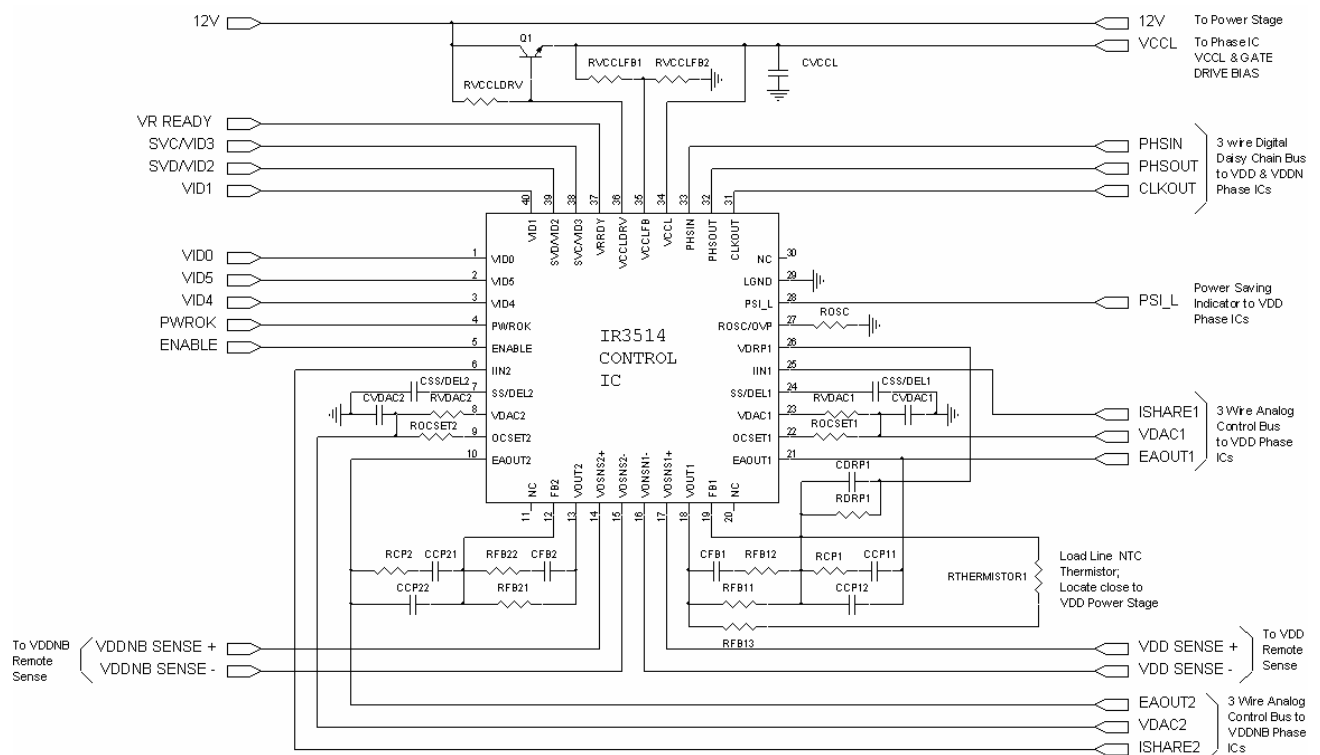 12V
12V
To Power Stage
Q1
VCCL
To Phase IC
VCCL & GATE
DRIVE BIAS
RVCCLFB1
RVCCLFB2
CVCCL
RVCCLDRV
VR READY
SVC/VID3
SVD/VID2
VID1
PHSIN
PHSOUT
CLKOUT
3 wire Digital
Daisy Chain Bus
to VDD & VDDN
Phase ICs
40
39
38
37
36
35
34
33
32
31
VID1
SVD/VID2
SVC/VID3
VRRDY
VCCLDRV
VCCLFB
VCCL
PHSIN
PHSOUT
CLKOUT
VID0
VID5
VID4
PWROK
ENABLE
1
2
3
4
5
6
7
8
9
10
VID0
VID5
VID4
PWROK
ENABLE
IIN2
SS/DEL2
VDAC2
OCSET2
EAOUT2
IR3514
CONTROL
IC
NC
LGND
PSI_L
ROSC/OVP
VDRP1
IIN1
SS/DEL1
VDAC1
OCSET1
EAOUT1
30
29
28
27
26
25
24
23
22
21
PSI_L
Power Saving
Indicator to VDD
Phase ICs
ROSC
CSS/DEL2
CVDAC2
RVDAC2
ROCSET2
CSS/DEL1
RVDAC1
CVDAC1
ROCSET1
ISHARE1
VDAC1
EAOUT1
3 Wire Analog
Control Bus
to VDD Phase
ICs
CDRP1
RDRP1
NC
FB2
VOUT2
VOSNS2+
VOSNS2-
VONSN1-
VOSNS1+
VOUT1
FB1
NC
11
12
13
14
15
16
17
18
19
20
RCP2
CCP21
RFB22
CFB2
CCP22
RFB21
CFB1
RFB12
RCP1
CCP11
RFB11
CCP12
RFB13
RTHERMISTOR1
Load Line NTC
Thermistor;
Locate close to
VDD Power Stage
To VDDNB
Remote
Sense
VDDNB SENSE +
VDDNB SENSE -
VDD SENSE +
VDD SENSE -
To VDD
Remote
Sense
EAOUT2
VDAC2
ISHARE2
3 Wire Analog
Control Bus to
VDDNB Phase
ICs